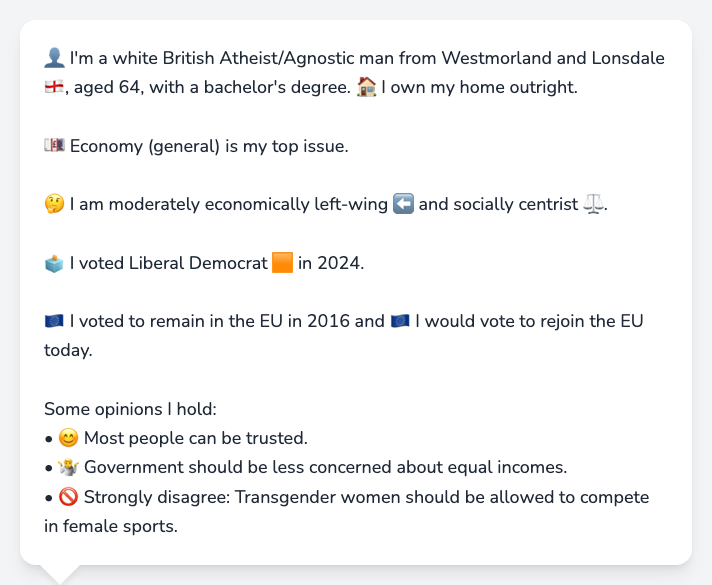 👤 I'm a white British Atheist/Agnostic man from Westmorland and Lonsdale
🏴󠁧󠁢󠁥󠁮󠁧󠁿, aged 64, with a bachelor's degree. 🏠 I own my home outright.
💷 Economy (general) is my top issue.
🤔 I am moderately economically left-wing ⬅️ and socially centrist ⚖️.
🗳️ I voted Liberal Democrat 🟧 in 2024.
🇪🇺 I voted to remain in the EU in 2016 and 🇪🇺 I would vote to rejoin the EU
today.
Some opinions I hold:
• 😊 Most people can be trusted.
• 🤷 Government should be less concerned about equal incomes.
• 🚫 Strongly disagree: Transgender women should be allowed to compete
in female sports.